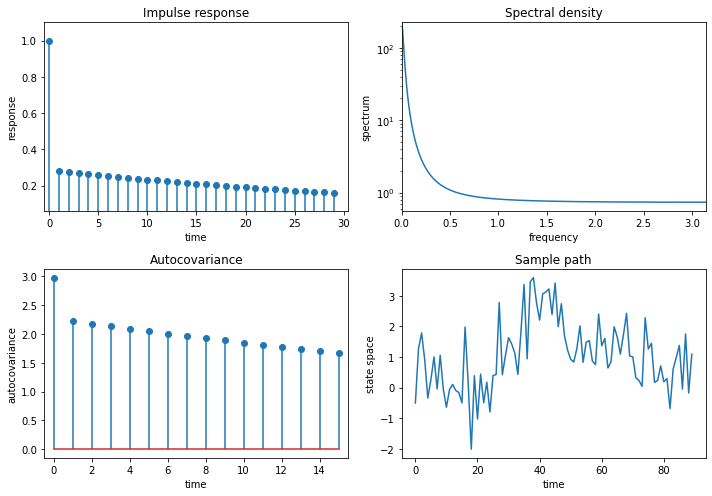 Impulse response
1.0
0.8
0.6
0.4
0.2
response
0 5 10 15 20 25 30
time
Spectral density
10²
10¹
10⁰
spectrum
0.0 0.5 1.0 1.5 2.0 2.5 3.0
frequency
Autocovariance
3.0
2.5
2.0
1.5
1.0
0.5
0.0
autocovariance
0 2 4 6 8 10 12 14
time
Sample path
3
2
1
0
−1
−2
state space
0 20 40 60 80
time